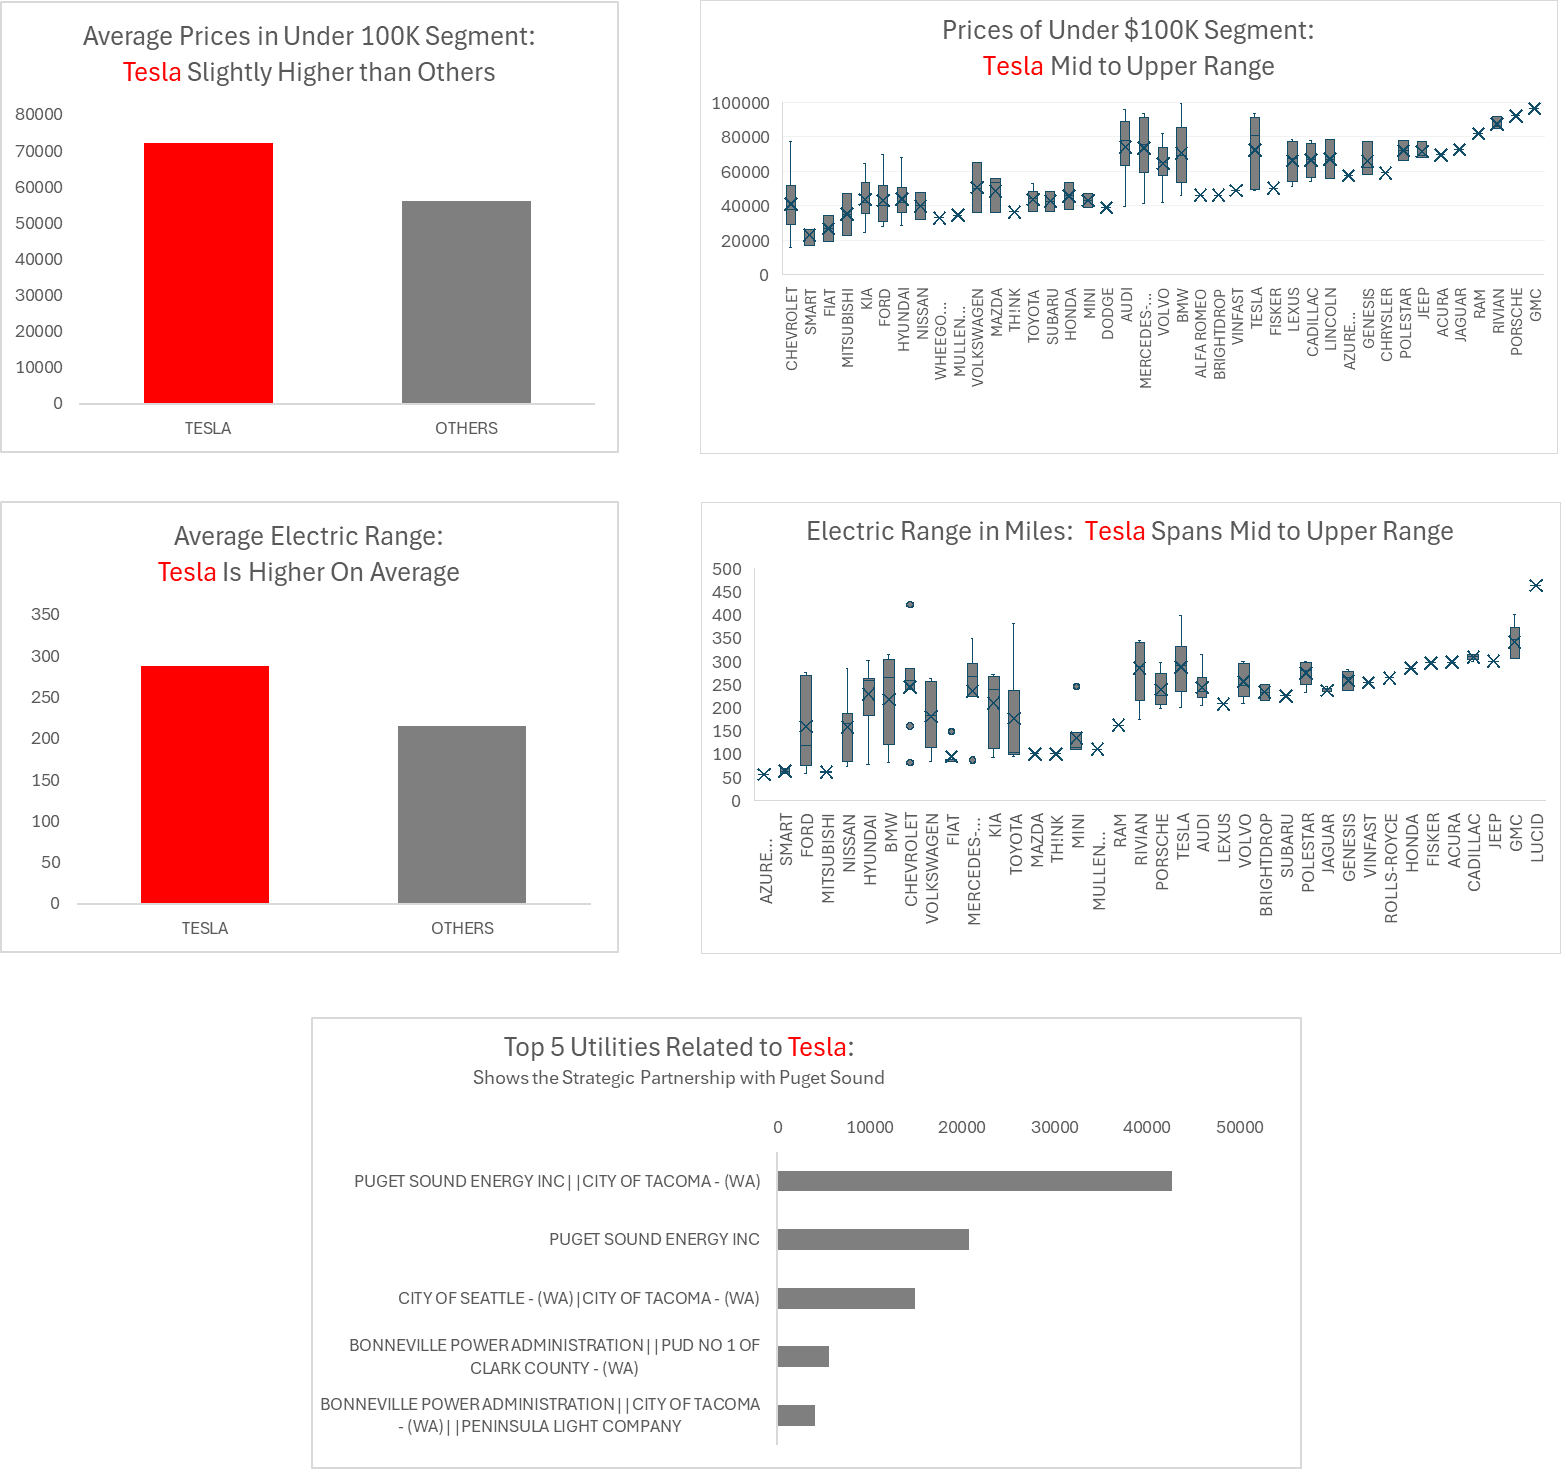 Average Prices in Under 100K Segment:
Tesla Slightly Higher than Others
80000
70000
60000
50000
40000
30000
20000
10000
0
TESLA
OTHERS
Prices of Under $100K Segment:
Tesla Mid to Upper Range
100000
80000
60000
40000
20000
0
CHEVROLET
SMART
FIAT
MITSUBISHI
KIA
FORD
HYUNDAI
NISSAN
WHEEGO...
MULLEN...
VOLKSWAGEN
MAZDA
TH!NK
TOYOTA
SUBARU
HONDA
MINI
DODGE
AUDI
MERCEDES-...
VOLVO
BMW
ALFA ROMEO
BRIGHTDROP
VINFAST
TESLA
FISKER
LEXUS
CADILLAC
LINCOLN
AZURE...
GENESIS
CHRYSLER
POLESTAR
JEEP
ACURA
JAGUAR
RAM
RIVIAN
PORSCHE
GMC
Average Electric Range:
Tesla Is Higher On Average
350
300
250
200
150
100
50
0
TESLA
OTHERS
Electric Range in Miles: Tesla Spans Mid to Upper Range
500
450
400
350
300
250
200
150
100
50
0
AZURE...
SMART
FORD
MITSUBISHI
NISSAN
HYUNDAI
BMW
CHEVROLET
VOLKSWAGEN
FIAT
MERCEDES-...
KIA
TOYOTA
MAZDA
TH!NK
MINI
MULLEN...
RAM
RIVIAN
PORSCHE
TESLA
AUDI
LEXUS
VOLVO
BRIGHTDROP
SUBARU
POLESTAR
JAGUAR
GENESIS
VINFAST
ROLLS-ROYCE
HONDA
FISKER
ACURA
CADILLAC
JEEP
GMC
LUCID
Top 5 Utilities Related to Tesla:
Shows the Strategic Partnership with Puget Sound
0 10000 20000 30000 40000 50000
PUGET SOUND ENERGY INC||CITY OF TACOMA - (WA)
PUGET SOUND ENERGY INC
CITY OF SEATTLE - (WA)|CITY OF TACOMA - (WA)
BONNEVILLE POWER ADMINISTRATION||PUD NO 1 OF
CLARK COUNTY - (WA)
BONNEVILLE POWER ADMINISTRATION||CITY OF TACOMA
- (WA)||PENINSULA LIGHT COMPANY